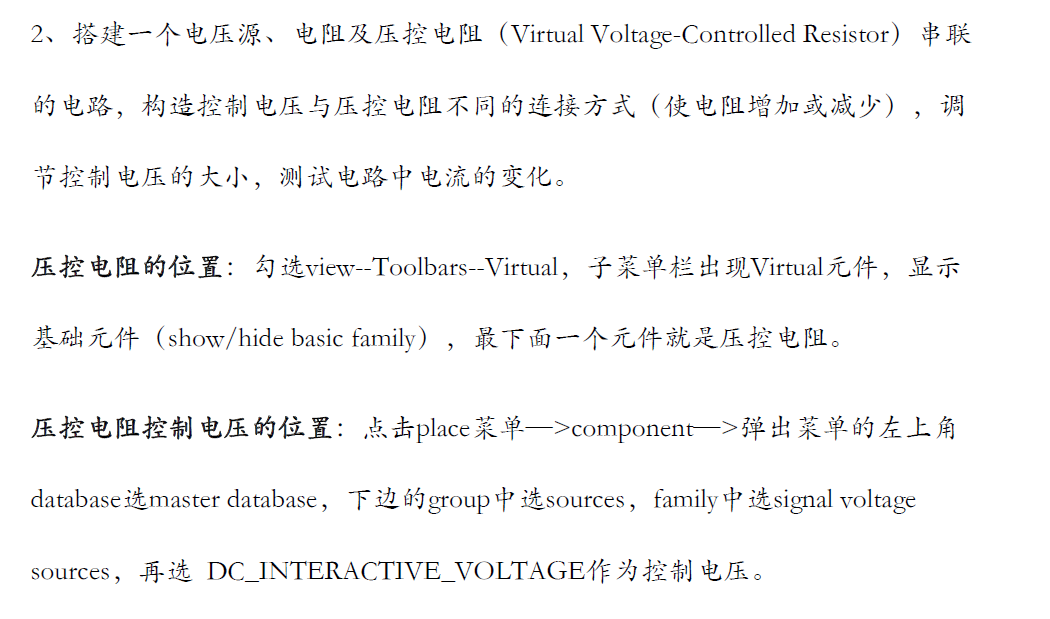 2、搭建一个电压源、电阻及压控电阻（Virtual Voltage-Controlled Resistor）串联
的电路，构造控制电压与压控电阻不同的连接方式（使电阻增加或减少），调
节控制电压的大小，测试电路中电流的变化。
压控电阻的位置：勾选view--Toolbars--Virtual，子菜单栏出现Virtual元件，显示
基础元件（show/hide basic family），最下面一个元件就是压控电阻。
压控电阻控制电压的位置：点击place菜单—>component—>弹出菜单的左上角
database选master database，下边的group中选sources，family中选signal voltage
sources，再选 DC_INTERACTIVE_VOLTAGE作为控制电压。